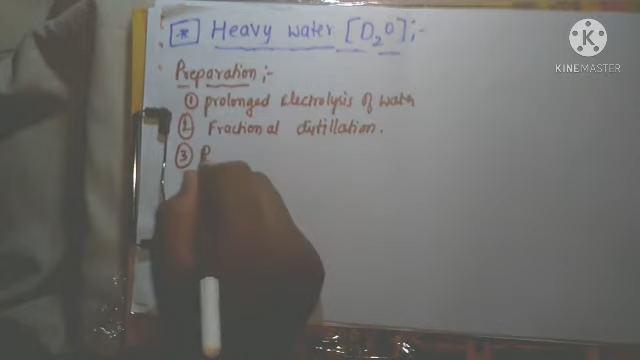 * Heavy water [D2O];-
Preparation;-
① prolonged Electrolysis of water
② Fractional distillation.
③
KINEMASTER